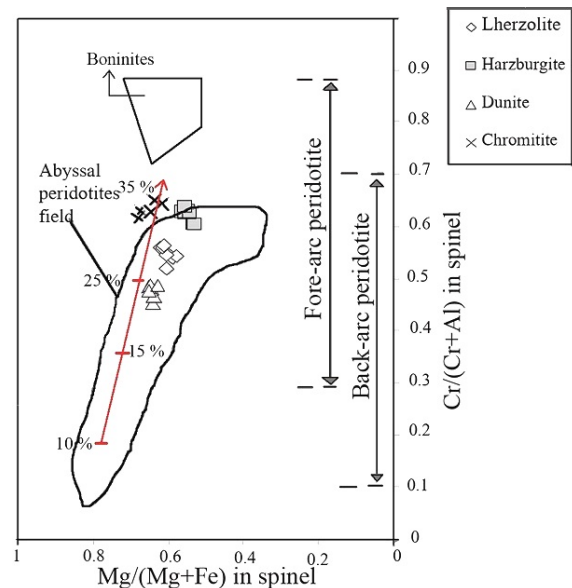 Lherzolite
Harzburgite
Dunite
Chromitite
Boninites
Abyssal
peridotites
field
35 %
25 %
15 %
10 %
Fore-arc peridotite
Back-arc peridotite
0.9
0.8
0.7
0.6
0.5
0.4
0.3
0.2
0.1
0
Cr/(Cr+Al) in spinel
1
0.8
0.6
0.4
0.2
0
Mg/(Mg+Fe) in spinel